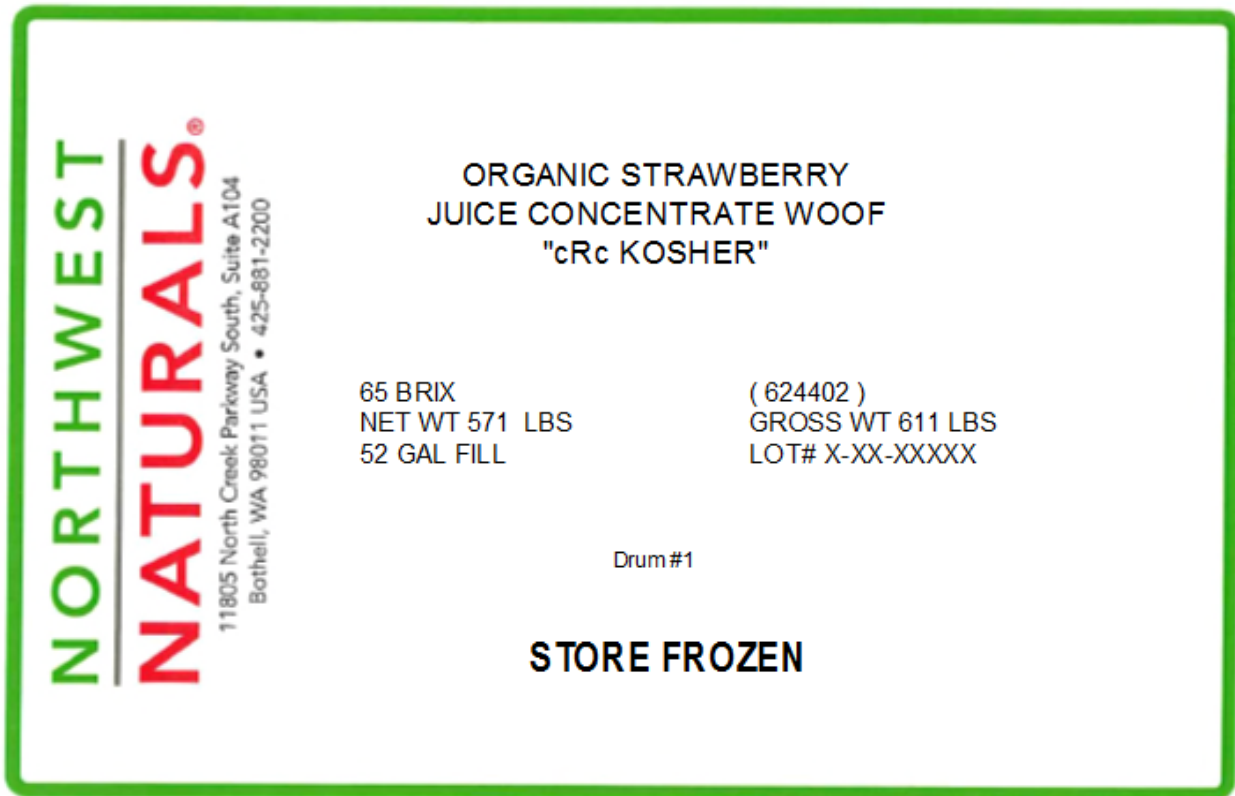 NORTHWEST
NATURALS®
11805 North Creek Parkway South, Suite A104
Bothell, WA 98011 USA • 425-881-2200
ORGANIC STRAWBERRY
JUICE CONCENTRATE WOOF
"cRc KOSHER"
65 BRIX ( 624402 )
NET WT 571 LBS GROSS WT 611 LBS
52 GAL FILL LOT# X-XX-XXXXX
Drum #1
STORE FROZEN